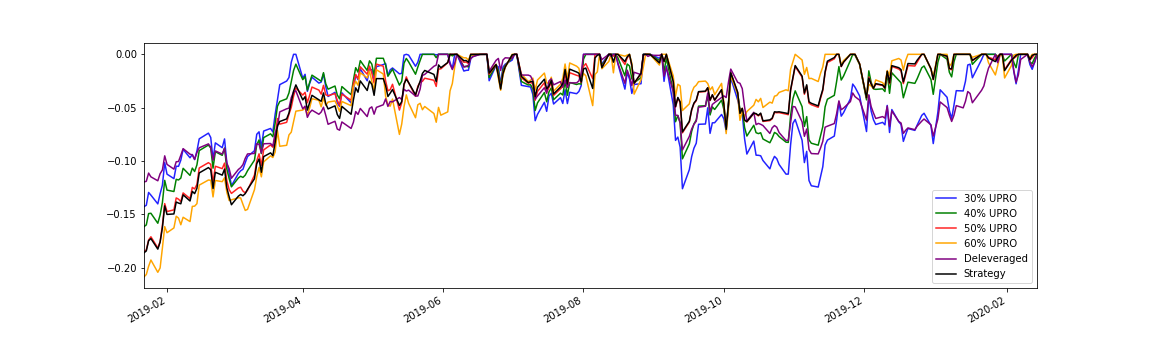 0.00
−0.05
−0.10
−0.15
−0.20
2019-02
2019-04
2019-06
2019-08
2019-10
2019-12
2020-02
30% UPRO
40% UPRO
50% UPRO
60% UPRO
Deleveraged
Strategy